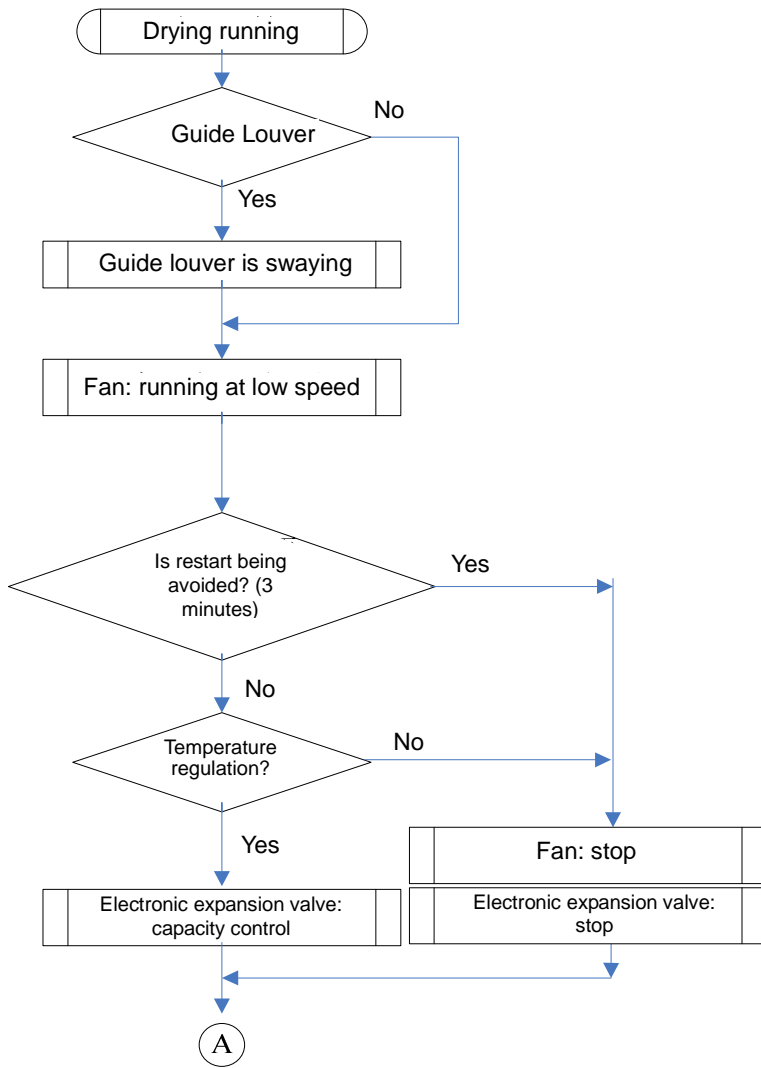 Drying running
Guide Louver
No
Yes
Guide louver is swaying
Fan: running at low speed
Is restart being
avoided? (3
minutes)
Yes
No
Temperature
regulation?
No
Yes
Fan: stop
Electronic expansion valve:
capacity control
Electronic expansion valve:
stop
A